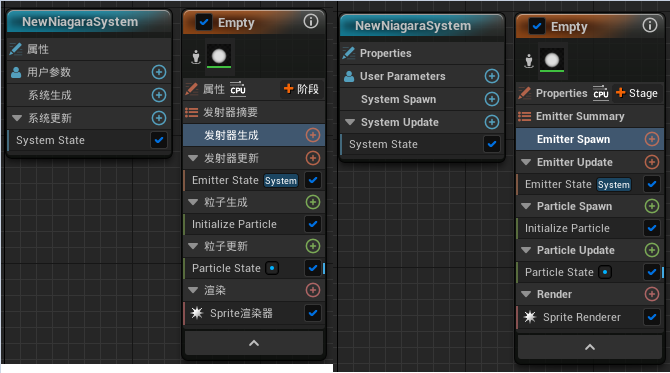 NewNiagaraSystem
属性
用户参数
系统生成
系统更新
System State
Empty
属性 CPU 阶段
发射器摘要
发射器生成
发射器更新
Emitter State System
粒子生成
Initialize Particle
粒子更新
Particle State
渲染
Sprite渲染器
NewNiagaraSystem
Properties
User Parameters
System Spawn
System Update
System State
Empty
Properties CPU Stage
Emitter Summary
Emitter Spawn
Emitter Update
Emitter State System
Particle Spawn
Initialize Particle
Particle Update
Particle State
Render
Sprite Renderer